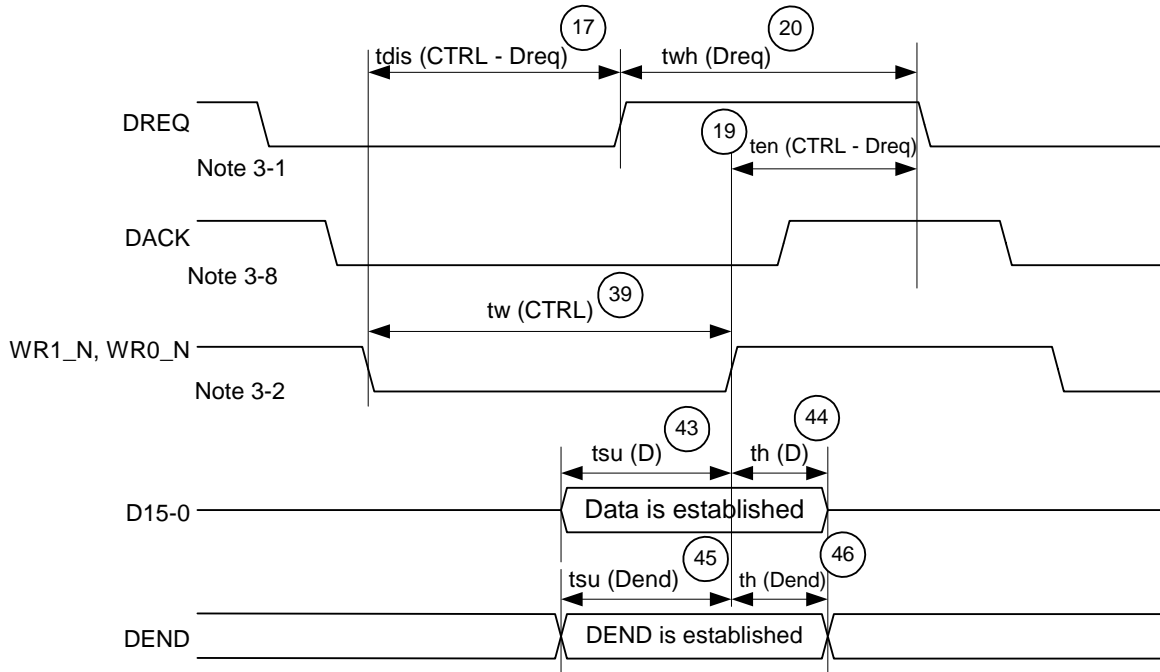 17
20
tdis (CTRL - Dreq)
twh (Dreq)
DREQ
19
ten (CTRL - Dreq)
Note 3-1
DACK
Note 3-8
39
tw (CTRL)
WR1_N, WR0_N
Note 3-2
43
44
tsu (D)
th (D)
D15-0
Data is established
45
46
tsu (Dend)
th (Dend)
DEND
DEND is established